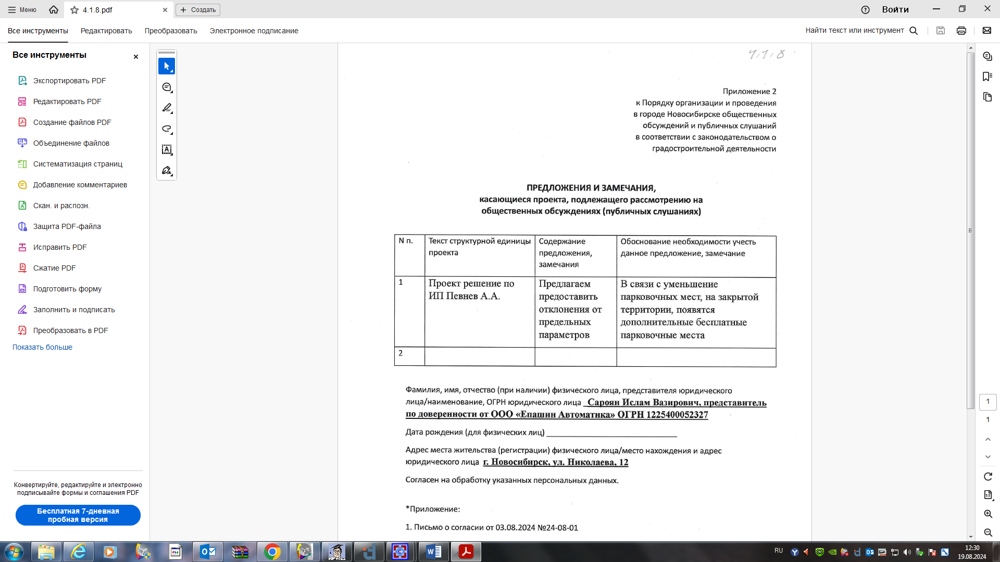 Меню
4.1.8.pdf
Создать
Войти
Все инструменты
Редактировать
Преобразовать
Электронное подписание
Найти текст или инструмент
Все инструменты
Экспортировать PDF
Редактировать PDF
Создание файлов PDF
Объединение файлов
Систематизация страниц
Добавление комментариев
Скан. и распозн.
Защита PDF-файла
Исправить PDF
Сжатие PDF
Подготовить форму
Заполнить и подписать
Преобразовать в PDF
Показать больше
Конвертируйте, редактируйте и электронно
подписывайте формы и соглашения PDF
Бесплатная 7-дневная
пробная версия
4.1.8
Приложение 2
к Порядку организации и проведения
в городе Новосибирске общественных
обсуждений и публичных слушаний
в соответствии с законодательством о
градостроительной деятельности
ПРЕДЛОЖЕНИЯ И ЗАМЕЧАНИЯ,
касающиеся проекта, подлежащего рассмотрению на
общественных обсуждениях (публичных слушаниях)
N п.
Текст структурной единицы
проекта
Содержание
предложения,
замечания
Обоснование необходимости учесть
данное предложение, замечание
1
Проект решение по
ИП Певнев А.А.
Предлагаем
предоставить
отклонения от
предельных
параметров
В связи с уменьшение
парковочных мест, на закрытой
территории, появятся
дополнительные бесплатные
парковочные места
2
Фамилия, имя, отчество (при наличии) физического лица, представителя юридического
лица/наименование, ОГРН юридического лица _Сароян Ислам Вазирович, представитель
по доверенности от ООО «Епашин Автоматика» ОГРН 1225400052327
Дата рождения (для физических лиц) ____________________________
Адрес места жительства (регистрации) физического лица/место нахождения и адрес
юридического лица г. Новосибирск, ул. Николаева, 12
Согласен на обработку указанных персональных данных.
*Приложение:
1. Письмо о согласии от 03.08.2024 №24-08-01
1
1
RU
12:30
19.08.2024